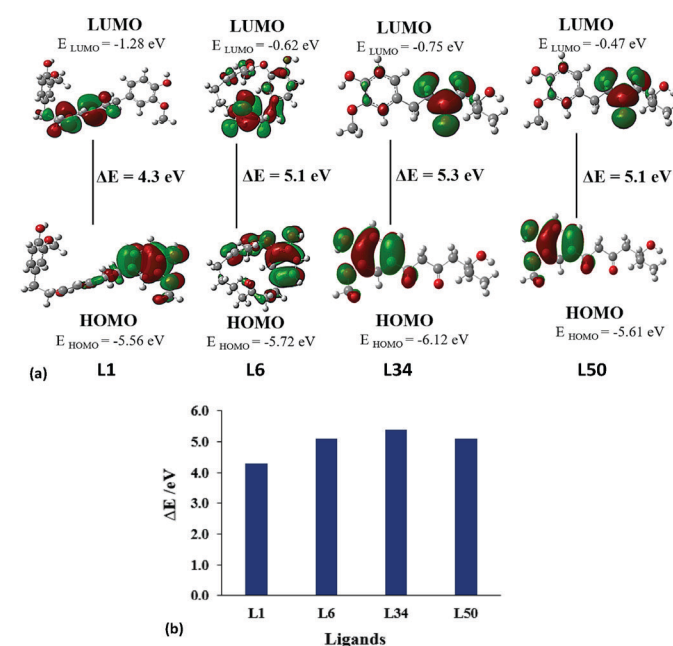 LUMO
E LUMO = -1.28 eV
LUMO
E LUMO = -0.62 eV
LUMO
E LUMO = -0.75 eV
LUMO
E LUMO = -0.47 eV
ΔE = 4.3 eV
ΔE = 5.1 eV
ΔE = 5.3 eV
ΔE = 5.1 eV
HOMO
E HOMO = -5.56 eV
HOMO
E HOMO = -5.72 eV
HOMO
E HOMO = -6.12 eV
HOMO
E HOMO = -5.61 eV
(a)
L1
L6
L34
L50
ΔE /eV
6.0
5.0
4.0
3.0
2.0
1.0
0.0
L1
L6
L34
L50
(b)
Ligands